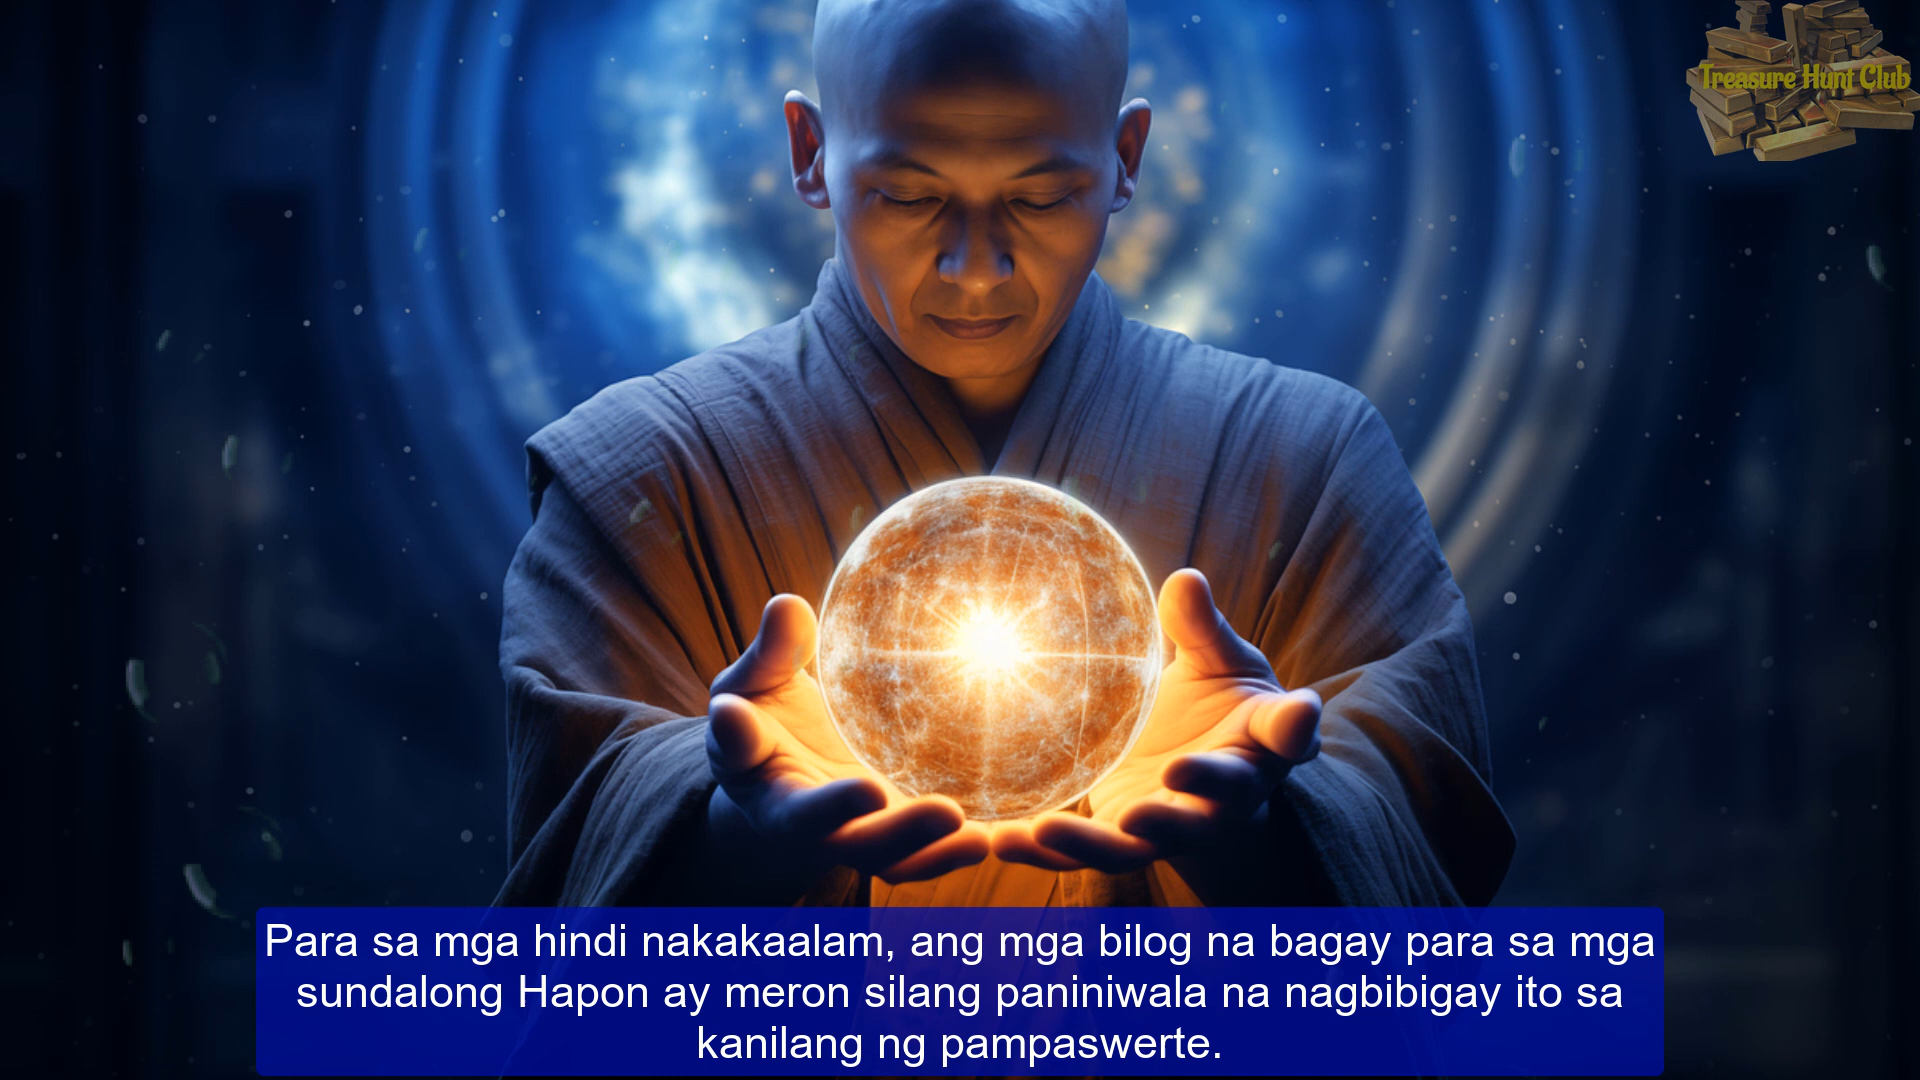 Treasure Hunt Club
Para sa mga hindi nakakaalam, ang mga bilog na bagay para sa mga
sundalong Hapon ay meron silang paniniwala na nagbibigay ito sa
kanilang ng pampaswerte.